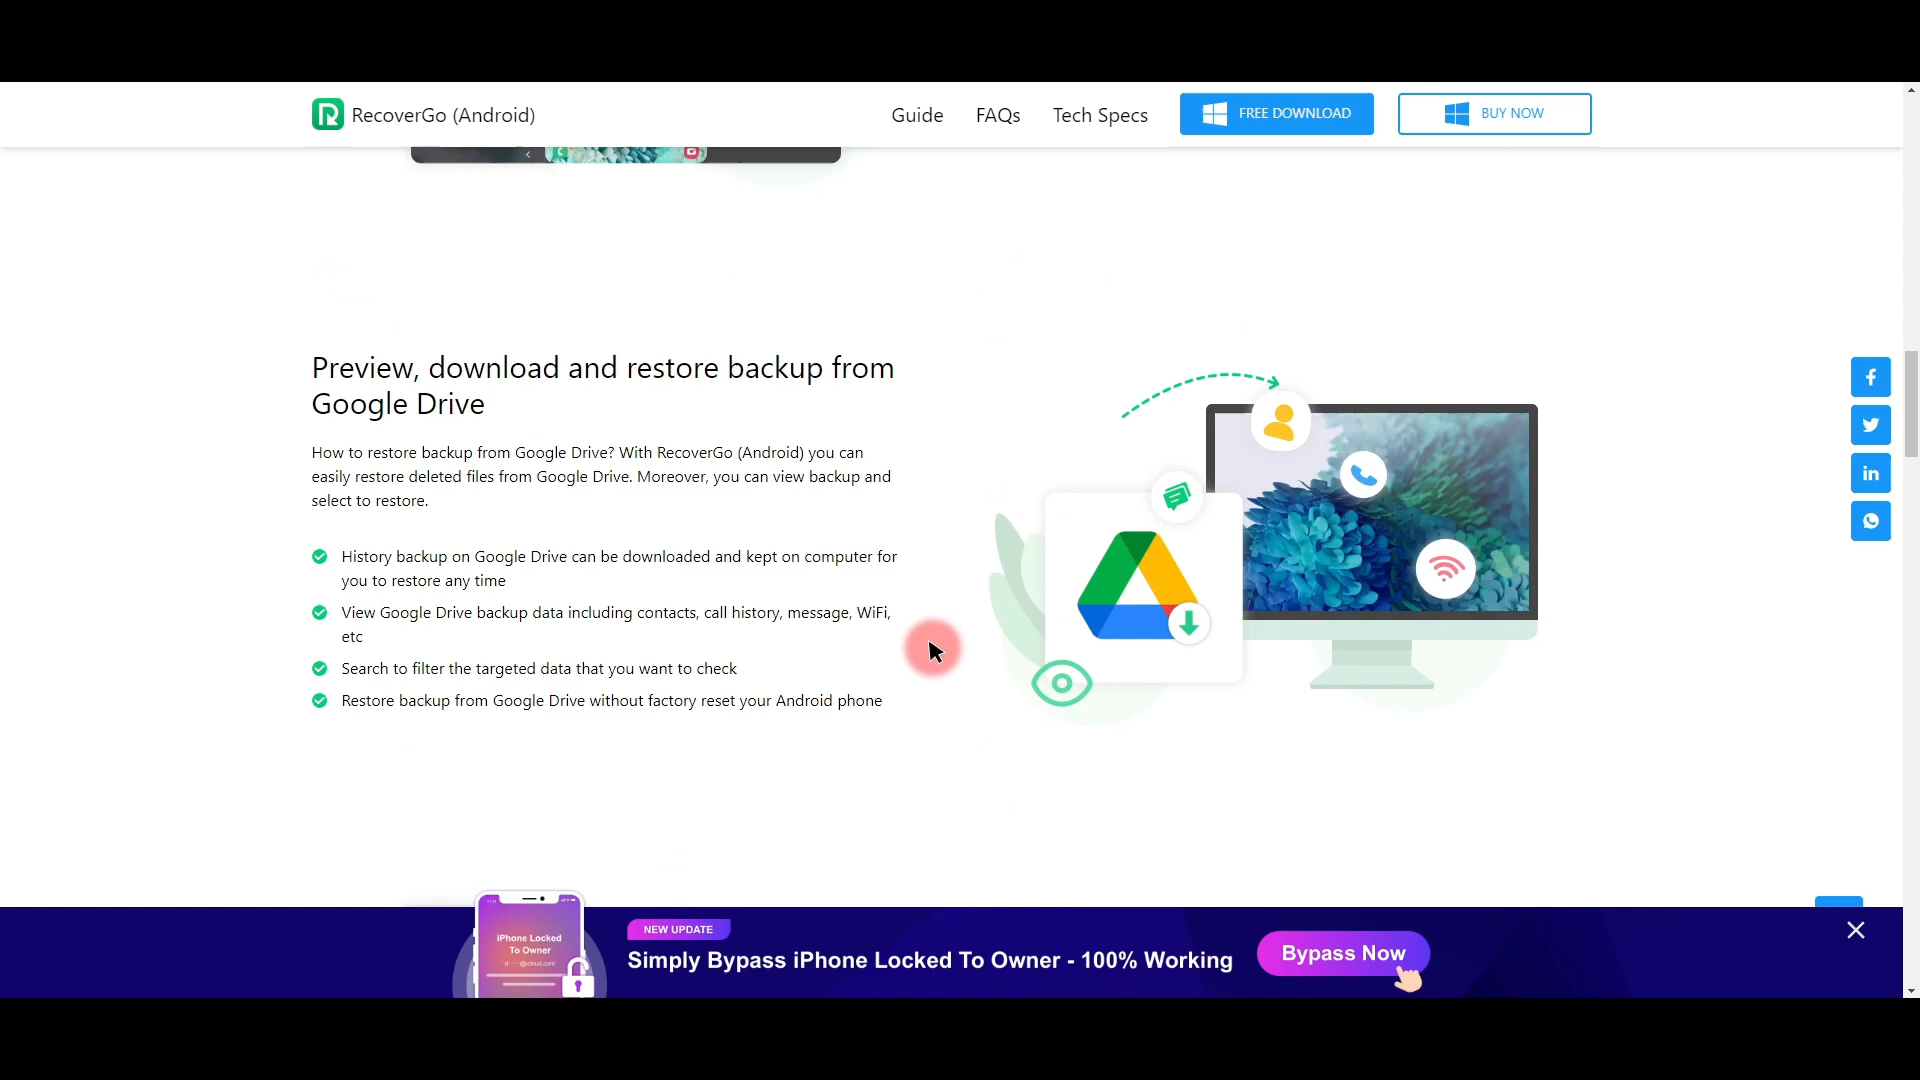 RecoverGo (Android)
Guide
FAQs
Tech Specs
FREE DOWNLOAD
BUY NOW
Preview, download and restore backup from
Google Drive
How to restore backup from Google Drive? With RecoverGo (Android) you can
easily restore deleted files from Google Drive. Moreover, you can view backup and
select to restore.
History backup on Google Drive can be downloaded and kept on computer for
you to restore any time
View Google Drive backup data including contacts, call history, message, WiFi,
etc
Search to filter the targeted data that you want to check
Restore backup from Google Drive without factory reset your Android phone
iPhone Locked
To Owner
NEW UPDATE
Simply Bypass iPhone Locked To Owner - 100% Working
Bypass Now